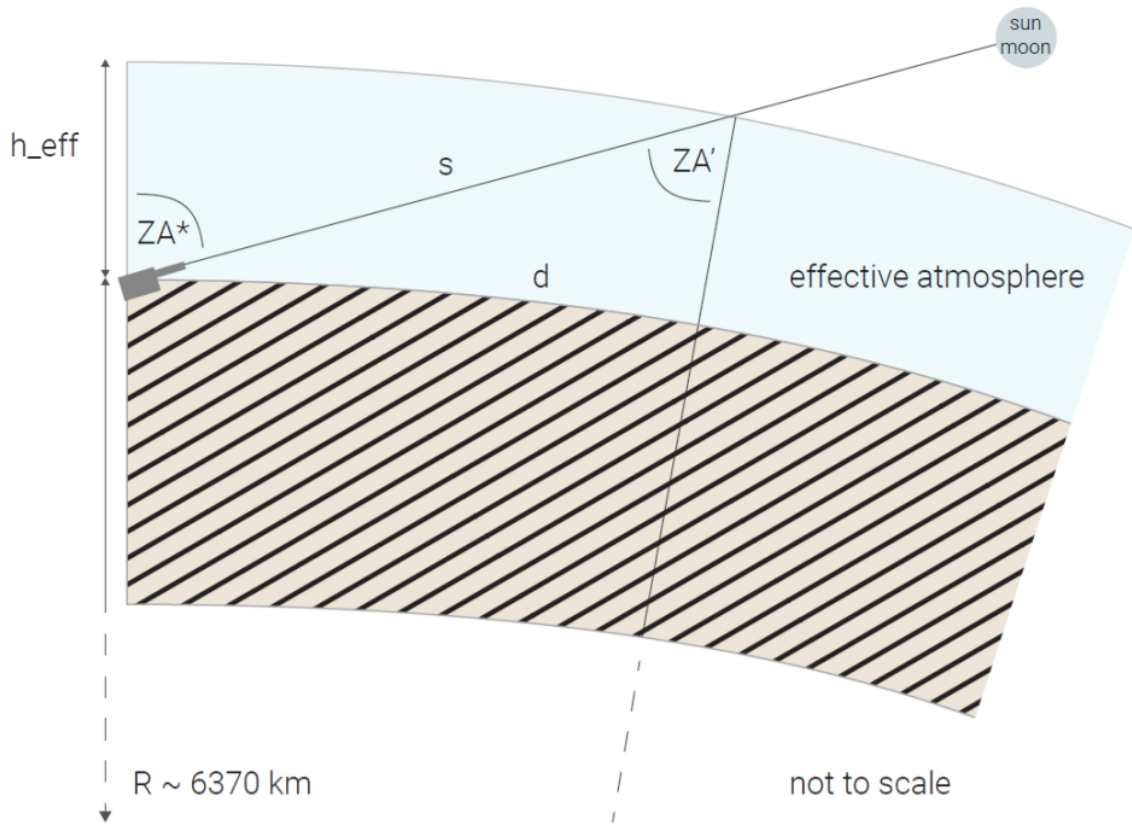 sun
moon
h_eff
s
ZA'
ZA*
d
effective atmosphere
R ~ 6370 km
not to scale